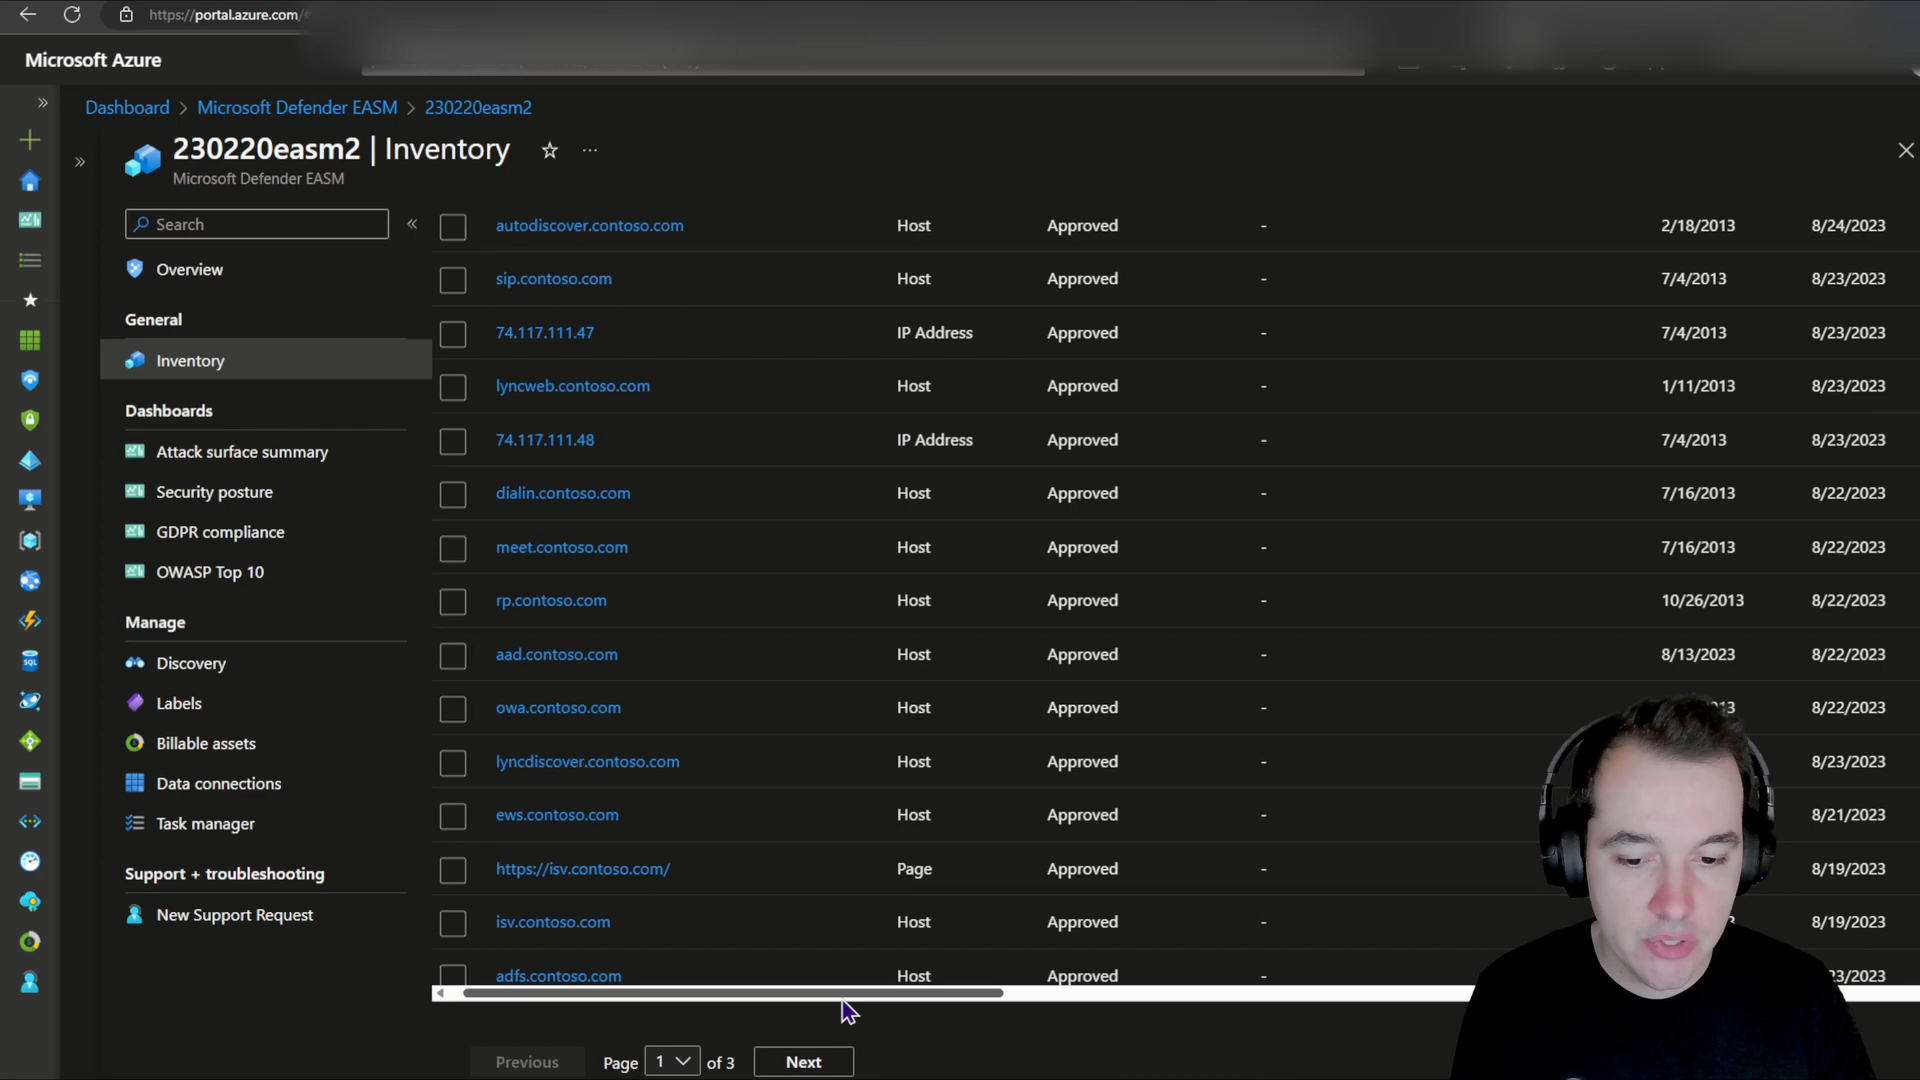 https://portal.azure.com/
Microsoft Azure
Dashboard > Microsoft Defender EASM > 230220easm2
230220easm2 | Inventory
Microsoft Defender EASM
Search
Overview
General
Inventory
Dashboards
Attack surface summary
Security posture
GDPR compliance
OWASP Top 10
Manage
Discovery
Labels
Billable assets
Data connections
Task manager
Support + troubleshooting
New Support Request
autodiscover.contoso.com Host Approved - 2/18/2013 8/24/2023
sip.contoso.com Host Approved - 7/4/2013 8/23/2023
74.117.111.47 IP Address Approved - 7/4/2013 8/23/2023
lyncweb.contoso.com Host Approved - 1/11/2013 8/23/2023
74.117.111.48 IP Address Approved - 7/4/2013 8/23/2023
dialin.contoso.com Host Approved - 7/16/2013 8/22/2023
meet.contoso.com Host Approved - 7/16/2013 8/22/2023
rp.contoso.com Host Approved - 10/26/2013 8/22/2023
aad.contoso.com Host Approved - 8/13/2023 8/22/2023
owa.contoso.com Host Approved - 8/22/2023
lyncdiscover.contoso.com Host Approved - 8/23/2023
ews.contoso.com Host Approved - 8/21/2023
https://isv.contoso.com/ Page Approved - 8/19/2023
isv.contoso.com Host Approved - 8/19/2023
adfs.contoso.com Host Approved -
Previous Page 1 of 3 Next
SQL